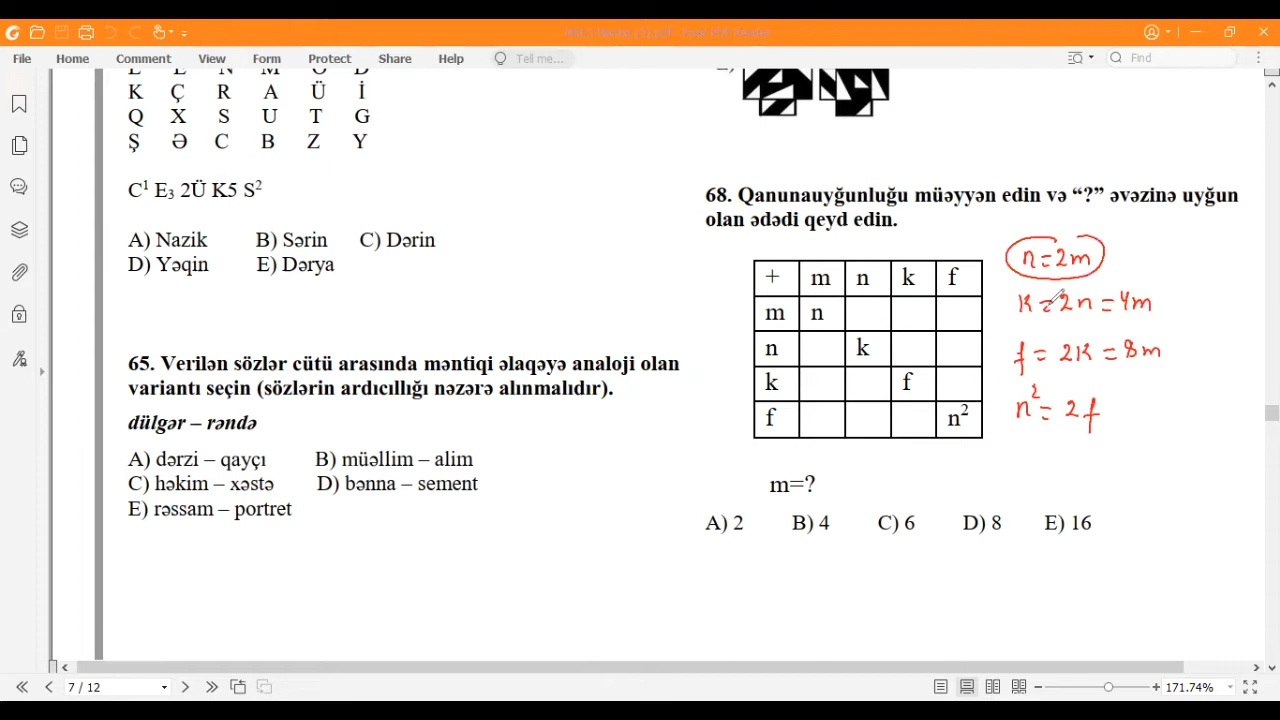 Tell me...
Find
File Home Comment View Form Protect Share Help
K Ç R A Ü İ
Q X S U T G
Ş Ə C B Z Y
C¹ E₃ 2Ü K5 S²
A) Nazik B) Sərin C) Dərin
D) Yəqin E) Dərya
65. Verilən sözlər cütü arasında məntiqi əlaqəyə analoji olan
variantı seçin (sözlərin ardıcıllığı nəzərə alınmalıdır).
dülgər – rəndə
A) dərzi – qayçı B) müəllim – alim
C) həkim – xəstə D) bənna – sement
E) rəssam – portret
68. Qanunauyğunluğu müəyyən edin və “?” əvəzinə uyğun
olan ədədi qeyd edin.
+ m n k f
m n
n k
k f
f n²
n=2m
k=2n=4m
f=2k=8m
n²=2f
m=?
A) 2 B) 4 C) 6 D) 8 E) 16
7 / 12
171.74%